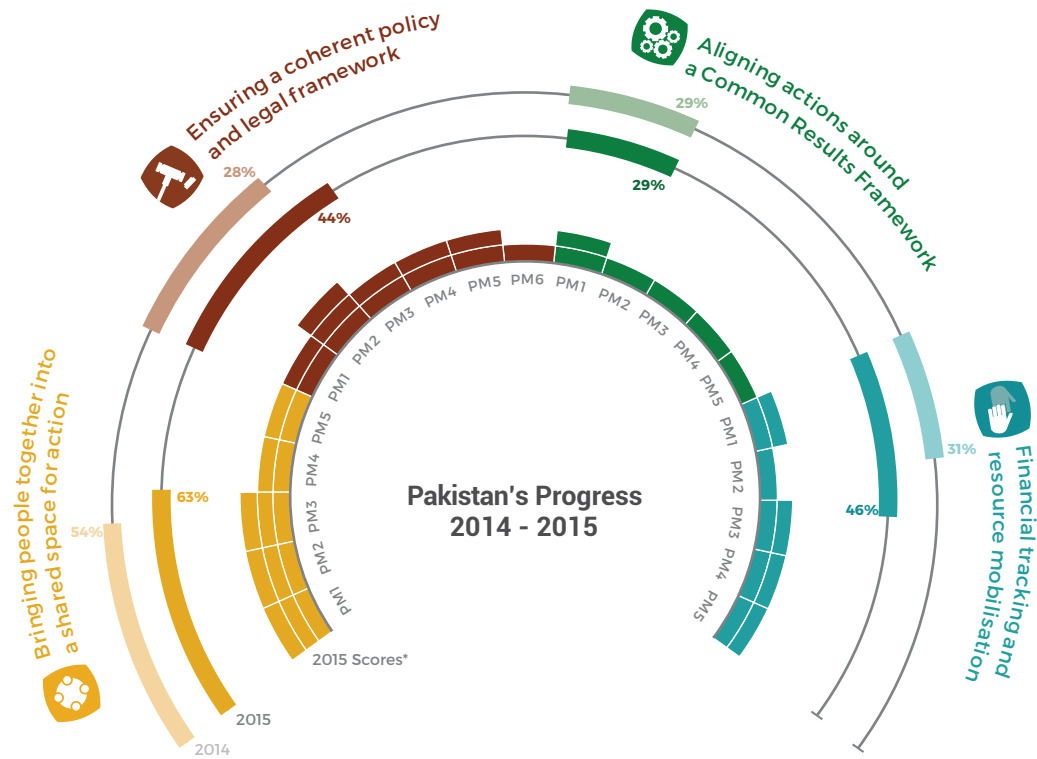 Ensuring a coherent policy
and legal framework
28%
44%
Aligning actions around
a Common Results Framework
29%
29%
Bringing people together into
a shared space for action
54%
63%
Financial tracking and
resource mobilisation
31%
46%
PM1
PM2
PM3
PM4
PM5
PM1
PM2
PM3
PM4
PM5
PM6
PM1
PM2
PM3
PM4
PM5
PM1
PM2
PM3
PM4
PM5
Pakistan's Progress
2014 - 2015
2015 Scores*
2015
2014